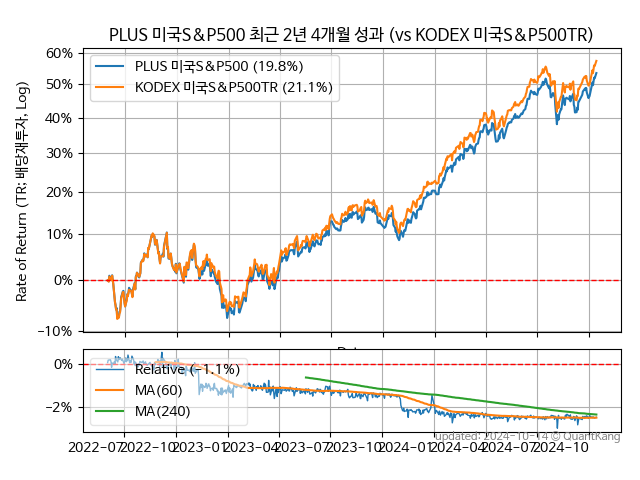 PLUS 미국S&P500 최근 2년 4개월 성과 (vs KODEX 미국S&P500TR)
Rate of Return (TR: 배당재투자, Log)
60%
50%
40%
30%
20%
10%
0%
−10%
PLUS 미국S&P500 (19.8%)
KODEX 미국S&P500TR (21.1%)
0%
−2%
Relative (−1.1%)
MA(60)
MA(240)
updated: 2024-10-14 © QuantKang
2022-07 2022-10 2023-01 2023-04 2023-07 2023-10 2024-01 2024-04 2024-07 2024-10